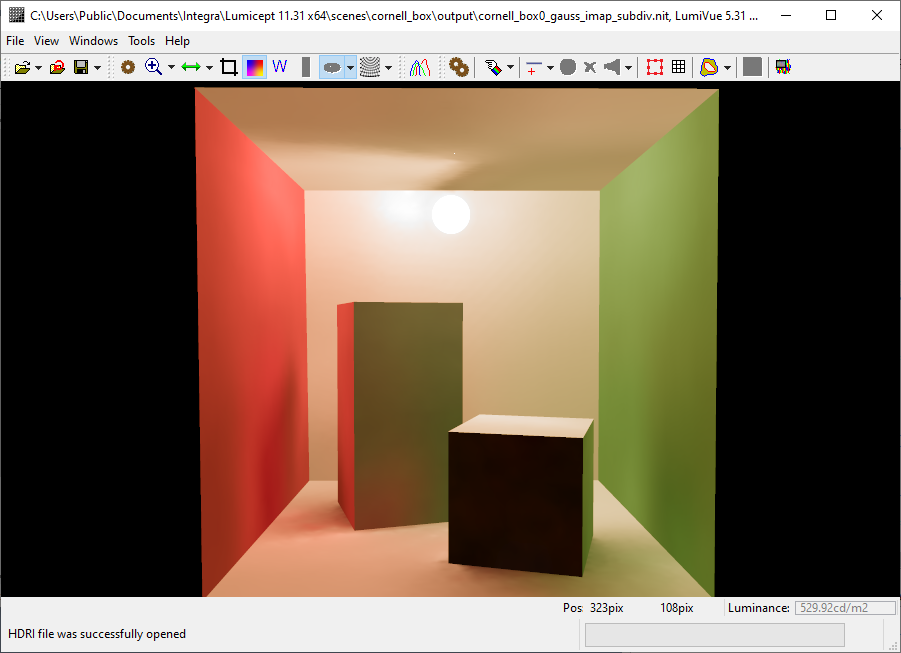 C:\Users\Public\Documents\Integra\Lumicept 11.31 x64\scenes\cornell_box\output\cornell_box0_gauss_imap_subdiv.nit, LumiVue 5.31 ...
File View Windows Tools Help
W
Pos: 323pix 108pix Luminance: 529.92cd/m2
HDRI file was successfully opened